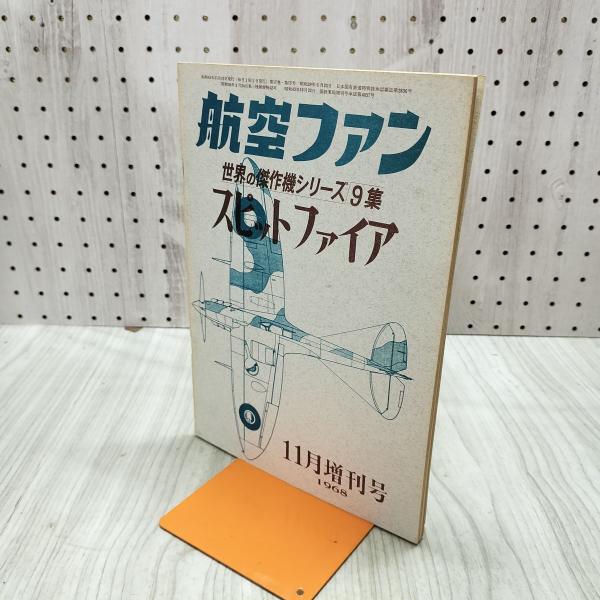 航空ファン
世界の傑作機シリーズ 9集
スピットファイア
11月増刊号
1968